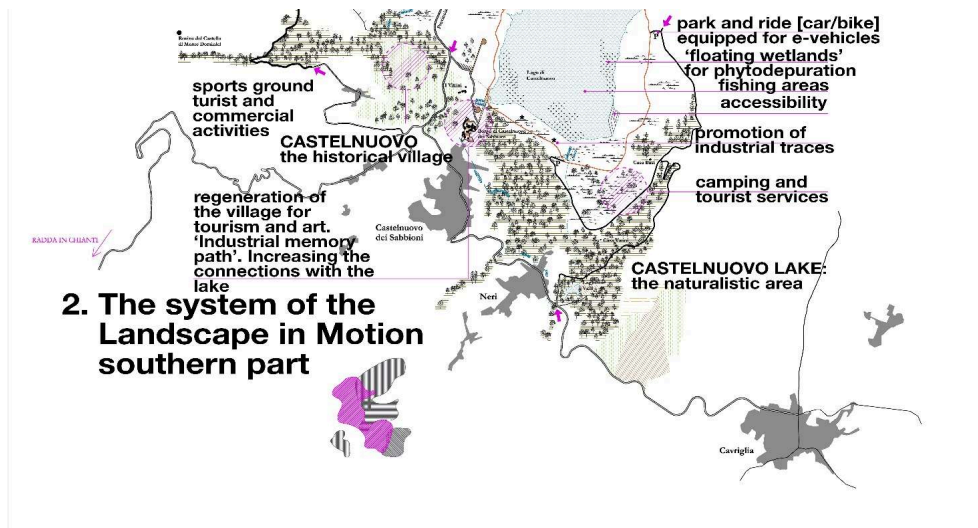 park and ride [car/bike]
equipped for e-vehicles
'floating wetlands'
for phytodepuration
fishing areas
accessibility
promotion of
industrial traces
camping and
tourist services
CASTELNUOVO LAKE:
the naturalistic area
sports ground
turist and
commercial
activities
CASTELNUOVO
the historical village
regeneration of
the village for
tourism and art.
'Industrial memory
path'. Increasing the
connections with the
lake
RADDA IN CHIANTI
Castelnuovo
dei Sabbioni
Neri
Cavriglia
Lago di
Castelnuovo
2. The system of the
Landscape in Motion
southern part